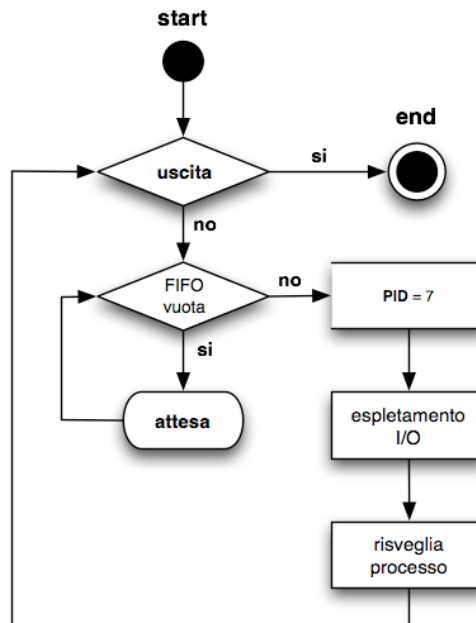 start
end
uscita
si
no
FIFO
vuota
no
PID = 7
si
attesa
espletamento
I/O
risveglia
processo